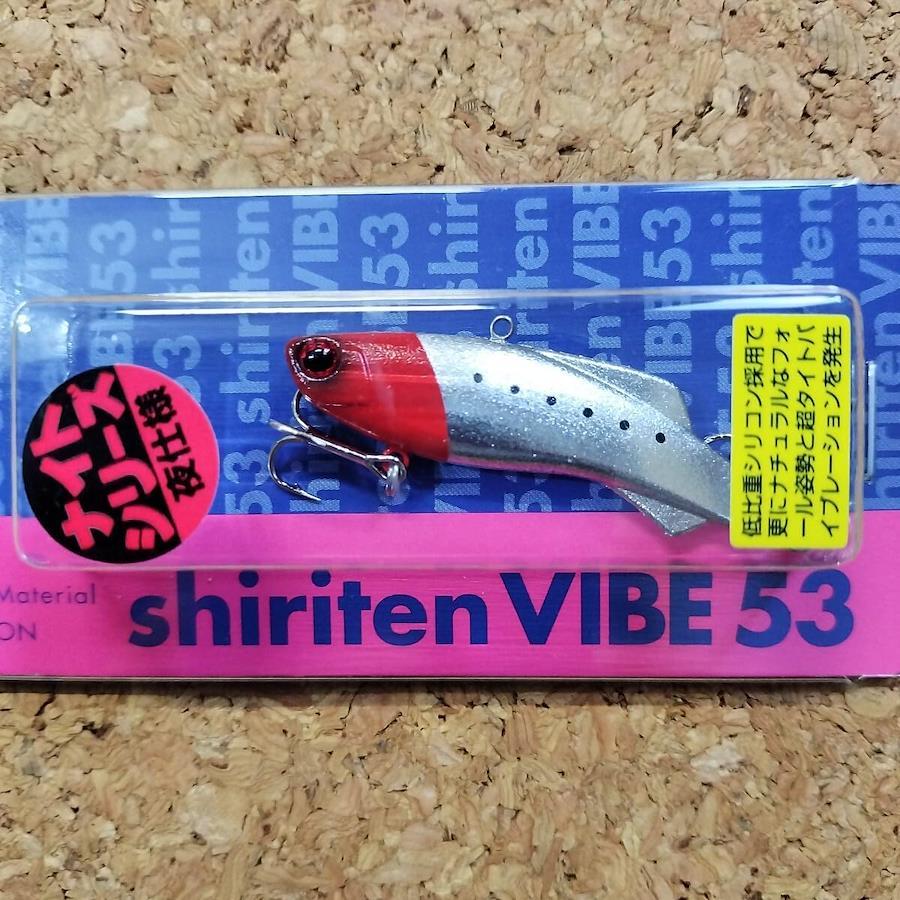 ナイト
シリーズ
夜仕様
低比重シリコン採用で
更にナチュラルなフォ
ール姿勢と超タイトバ
イブレーションを発生
Material
ON
shiriten VIBE 53